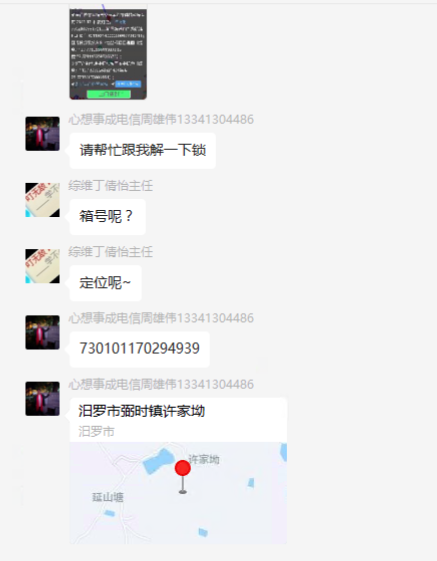 心想事成电信周雄伟13341304486
请帮忙跟我解一下锁
综维丁倩怡主任
箱号呢？
综维丁倩怡主任
定位呢~
心想事成电信周雄伟13341304486
730101170294939
心想事成电信周雄伟13341304486
汨罗市弼时镇许家坳
汨罗市
许家地
延山塘